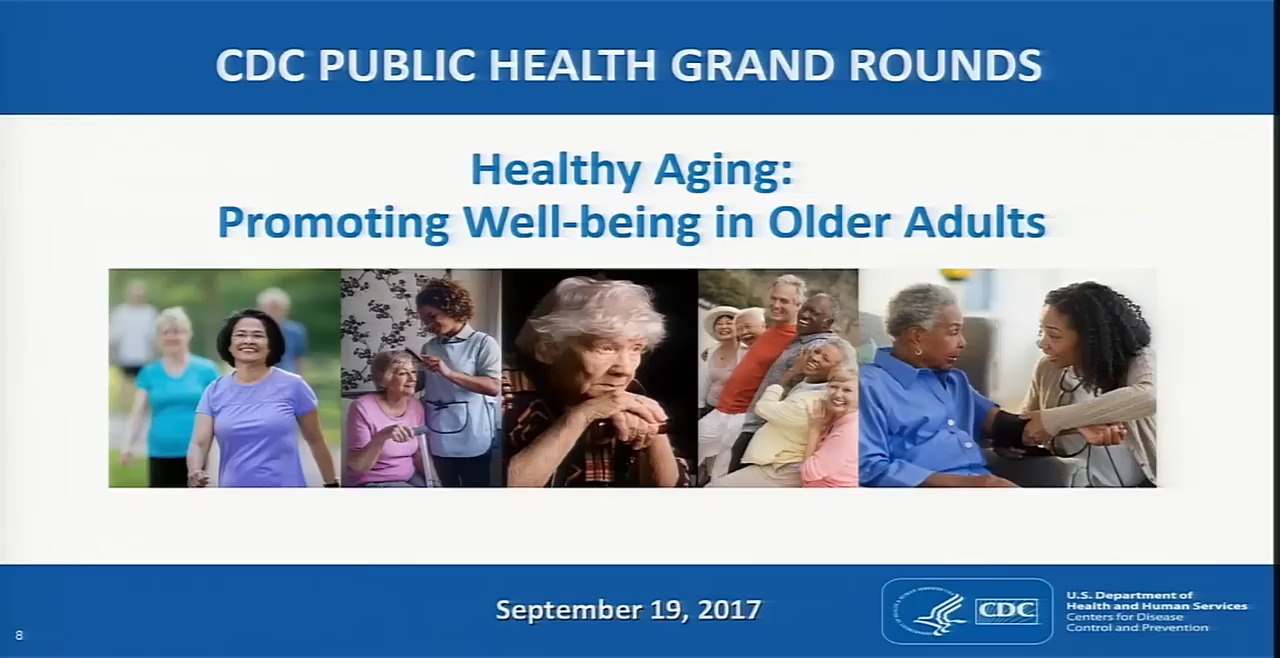 CDC PUBLIC HEALTH GRAND ROUNDS
Healthy Aging:
Promoting Well-being in Older Adults
September 19, 2017
CDC
U.S. Department of
Health and Human Services
Centers for Disease
Control and Prevention
8